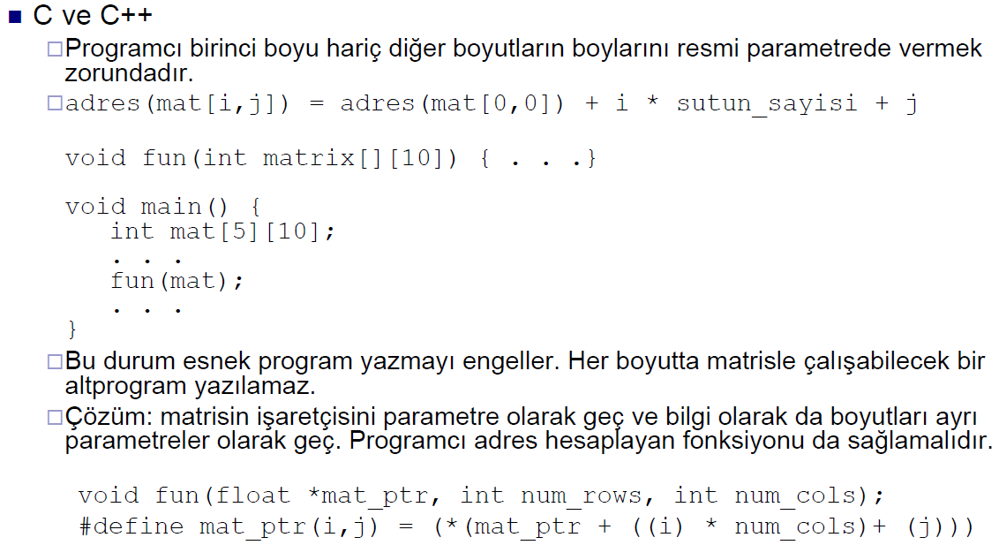 C ve C++
Programcı birinci boyu hariç diğer boyutların boylarını resmi parametrede vermek
zorundadır.
adres(mat[i,j]) = adres(mat[0,0]) + i * sutun_sayisi + j
void fun(int matrix[][10]) { . . .}
void main() {
int mat[5][10];
. . .
fun(mat);
. . .
}
Bu durum esnek program yazmayı engeller. Her boyutta matrisle çalışabilecek bir
altprogram yazılamaz.
Çözüm: matrisin işaretçisini parametre olarak geç ve bilgi olarak da boyutları ayrı
parametreler olarak geç. Programcı adres hesaplayan fonksiyonu da sağlamalıdır.
void fun(float *mat_ptr, int num_rows, int num_cols);
#define mat_ptr(i,j) = (*(mat_ptr + ((i) * num_cols)+ (j)))